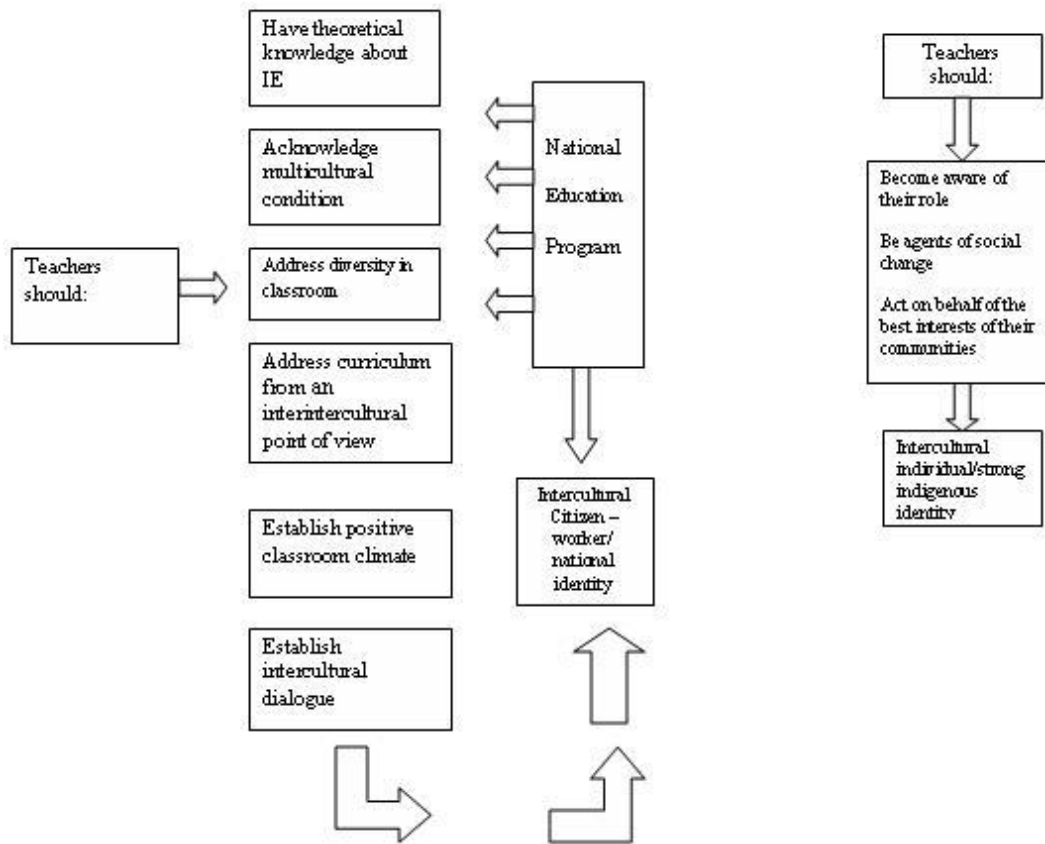 Teachers
should:
Have theoretical
knowledge about
IE
Acknowledge
multicultural
condition
Address diversity in
classroom
Address curriculum
from an
interintercultural
point of view
Establish positive
classroom climate
Establish
intercultural
dialogue
National
Education
Program
Intercultural
Citizen –
worker/
national
identity
Teachers
should:
Become aware of
their role
Be agents of social
change
Act on behalf of the
best interests of their
communities
Intercultural
individual/strong
indigenous
identity